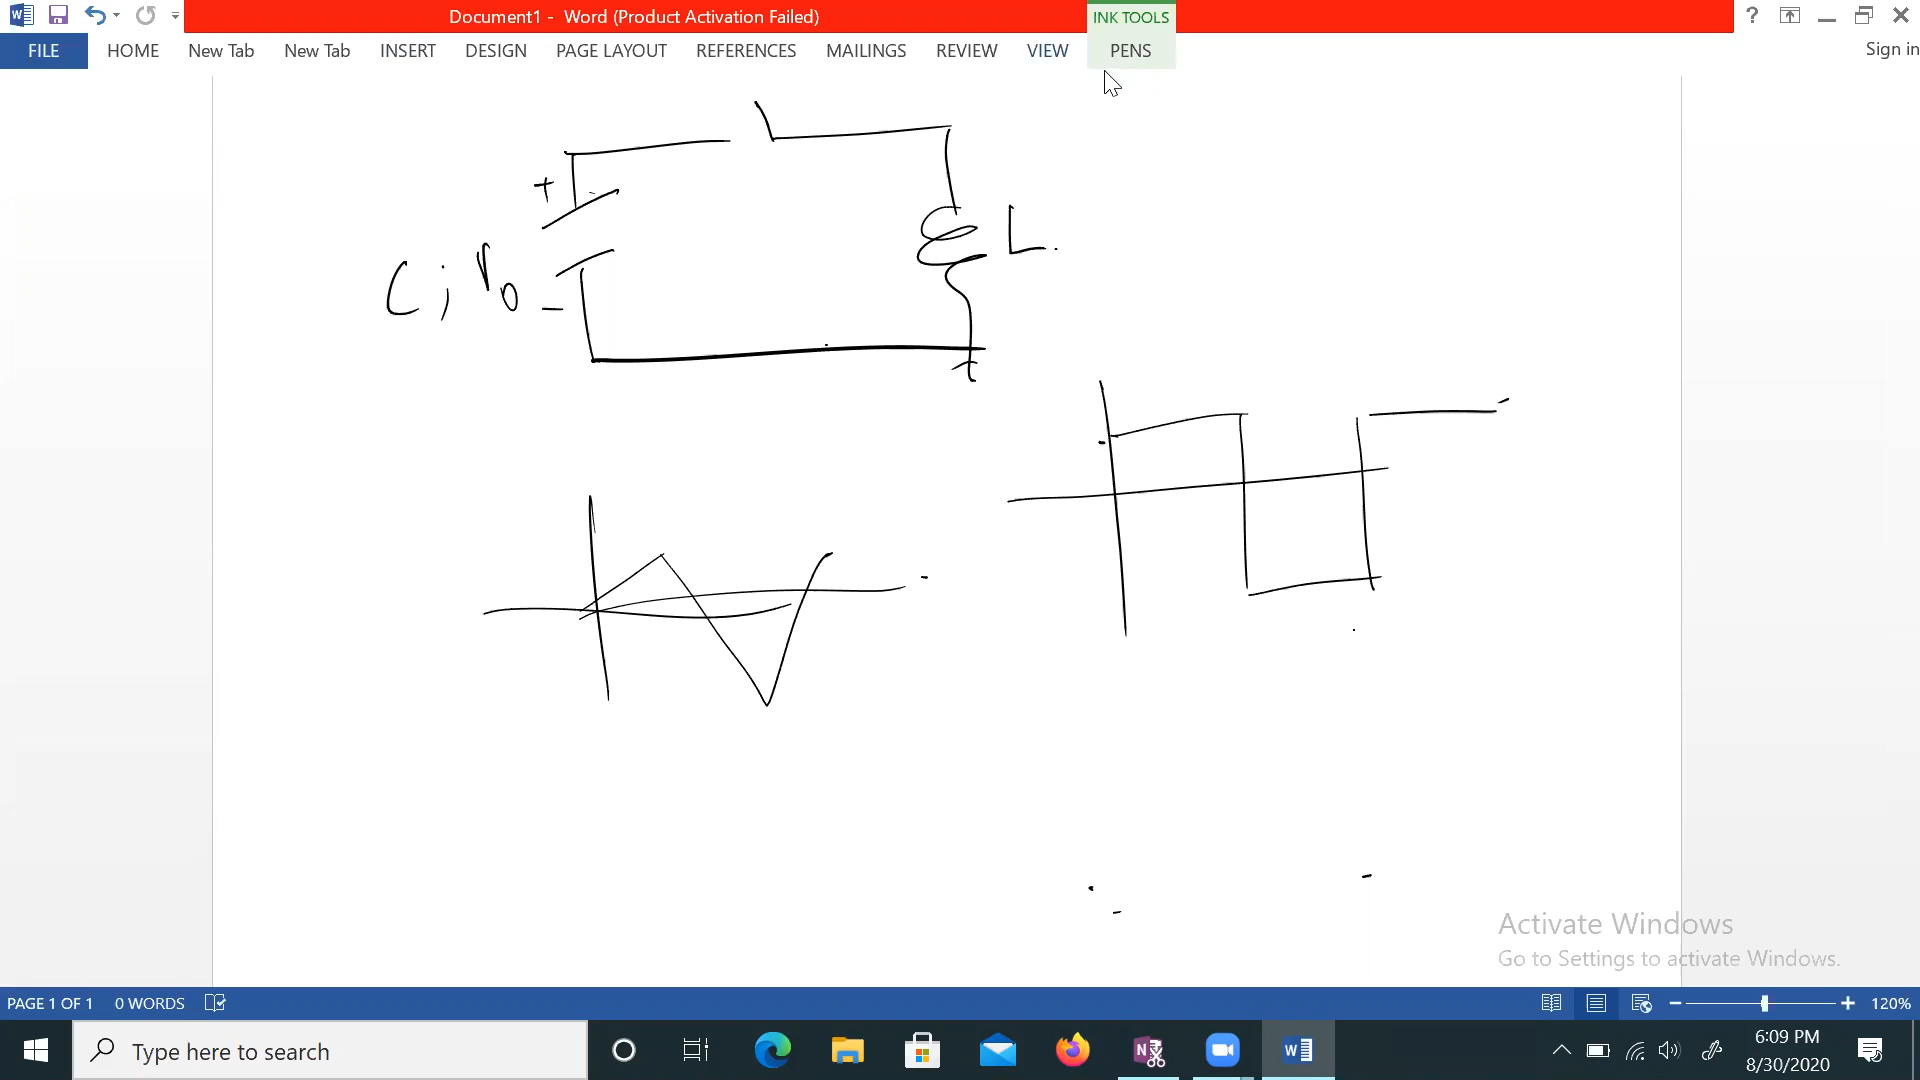 Document1 - Word (Product Activation Failed)
INK TOOLS
?
FILE HOME New Tab New Tab INSERT DESIGN PAGE LAYOUT REFERENCES MAILINGS REVIEW VIEW PENS Sign in
+
L.
C; V0
-
Activate Windows
Go to Settings to activate Windows.
PAGE 1 OF 1 0 WORDS
120%
Type here to search
6:09 PM
8/30/2020